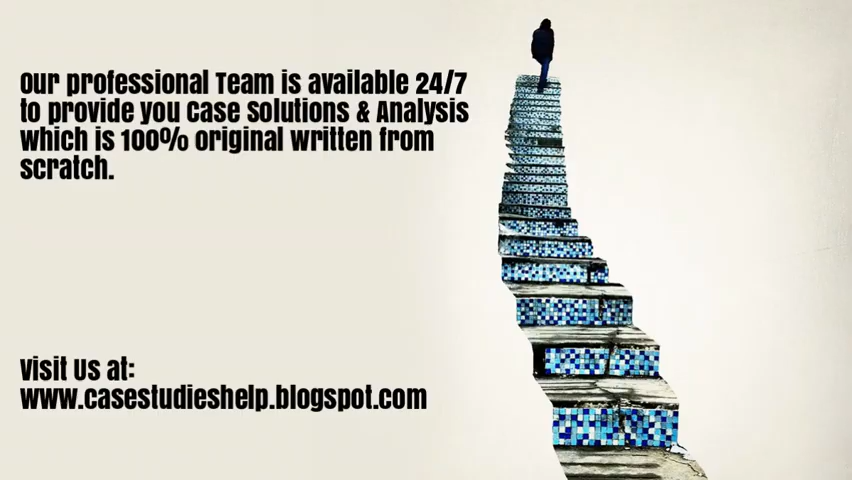 Our professional Team is available 24/7
to provide you Case Solutions & Analysis
which is 100% original written from
scratch.
Visit Us at:
www.casestudieshelp.blogspot.com